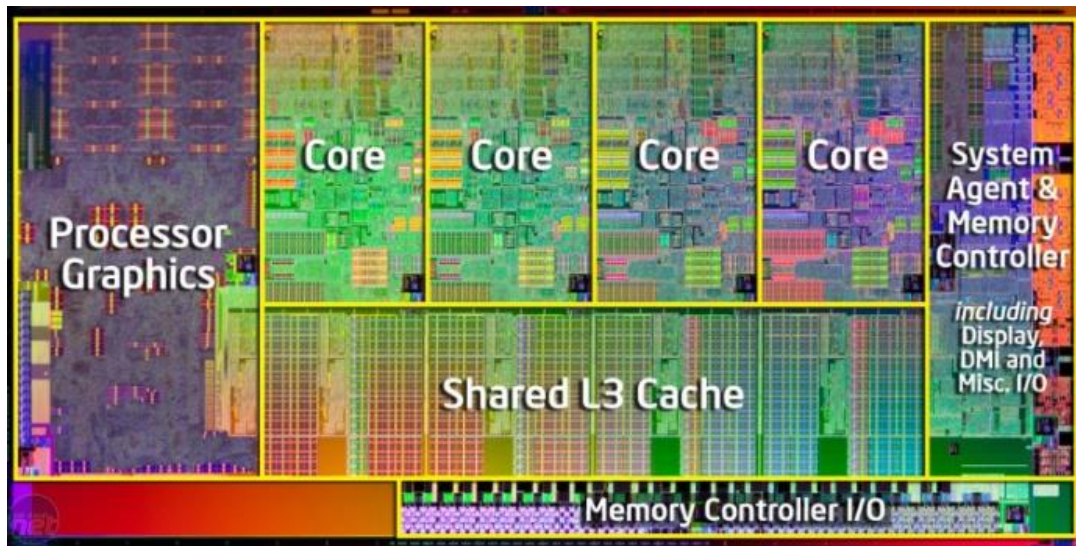 Processor
Graphics
Core
Core
Core
Core
System
Agent &
Memory
Controller
including
Display,
DMI and
Misc. I/O
Shared L3 Cache
Memory Controller I/O
net